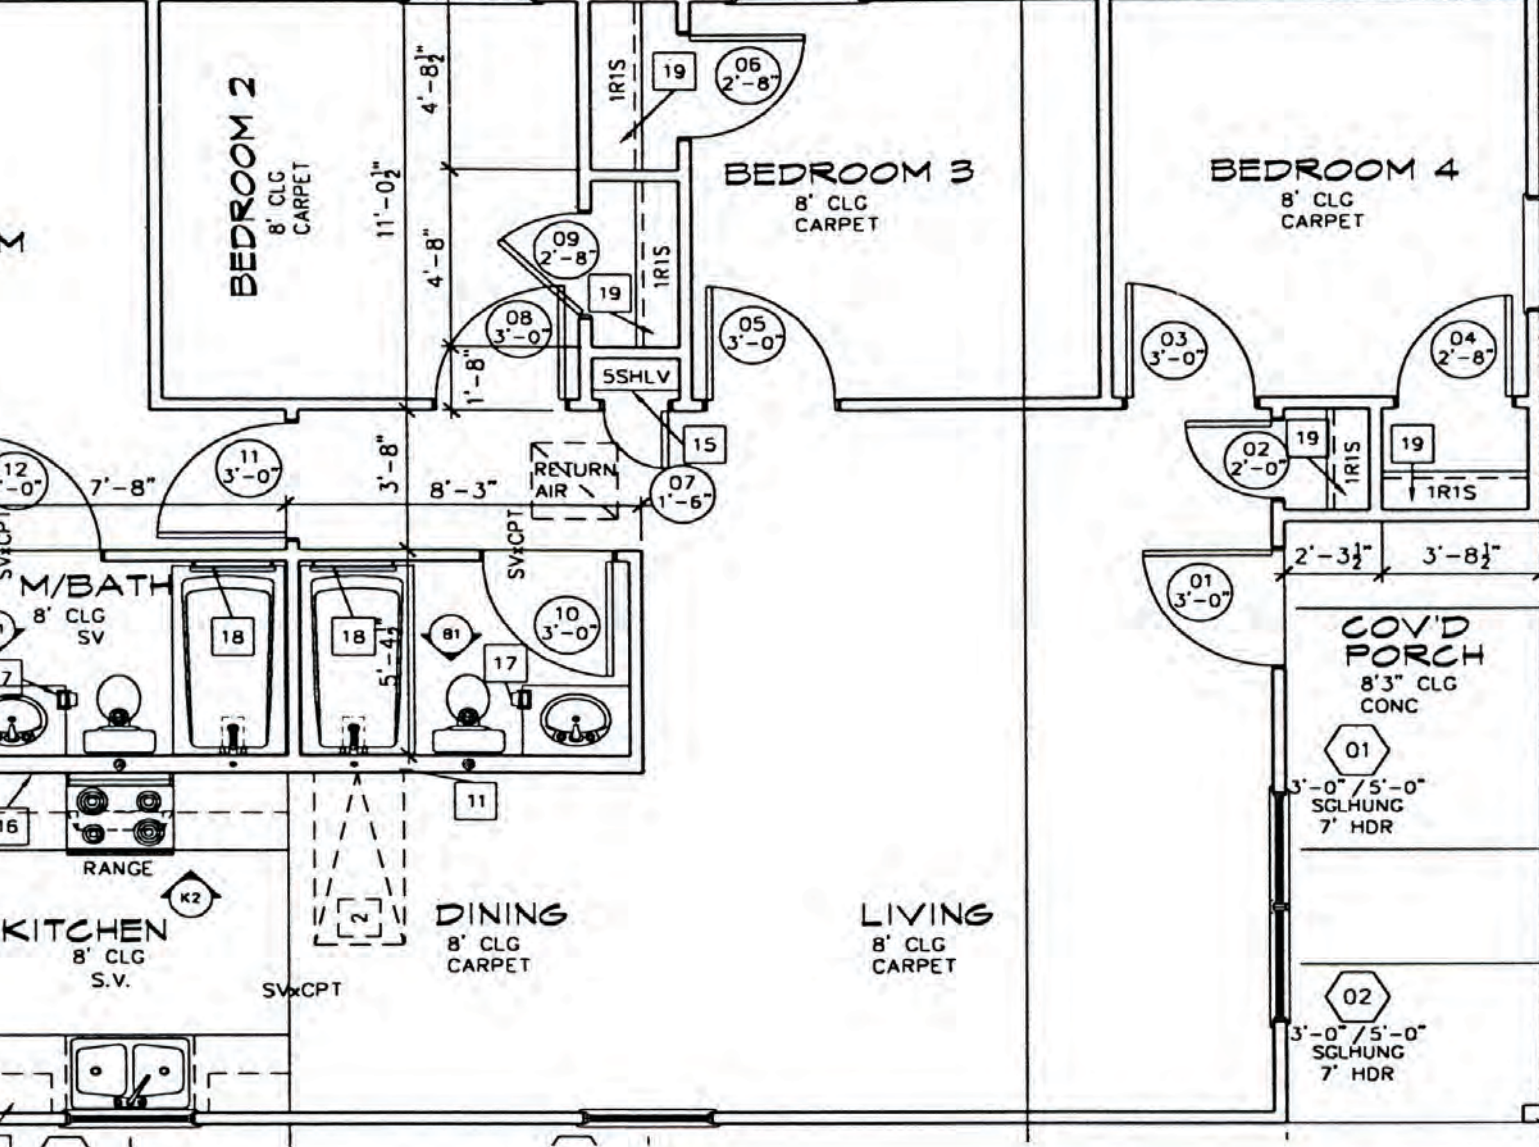 BEDROOM 2
8' CLG
CARPET
11'-0½"
4'-8½"
4'-8"
1'-8"
1R1S
19
06
2'-8"
BEDROOM 3
8' CLG
CARPET
BEDROOM 4
8' CLG
CARPET
M
09
2'-8"
19
1R1S
08
3'-0"
05
3'-0"
03
3'-0"
04
2'-8"
5SHLV
15
07
1'-6"
RETURN
AIR
02
2'-0"
19
1R1S
19
1R1S
12
'-0"
7'-8"
11
3'-0"
3'-8"
8'-3"
SVxCPT
SVxCPT
2'-3½"
3'-8½"
01
3'-0"
M/BATH
8' CLG
SV
18
18
5'-4½"
B1
17
10
3'-0"
7
COV'D
PORCH
8'3" CLG
CONC
01
3'-0"/5'-0"
SGLHUNG
7' HDR
16
11
RANGE
K2
KITCHEN
8' CLG
S.V.
2
DINING
8' CLG
CARPET
LIVING
8' CLG
CARPET
SVxCPT
02
3'-0"/5'-0"
SGLHUNG
7' HDR